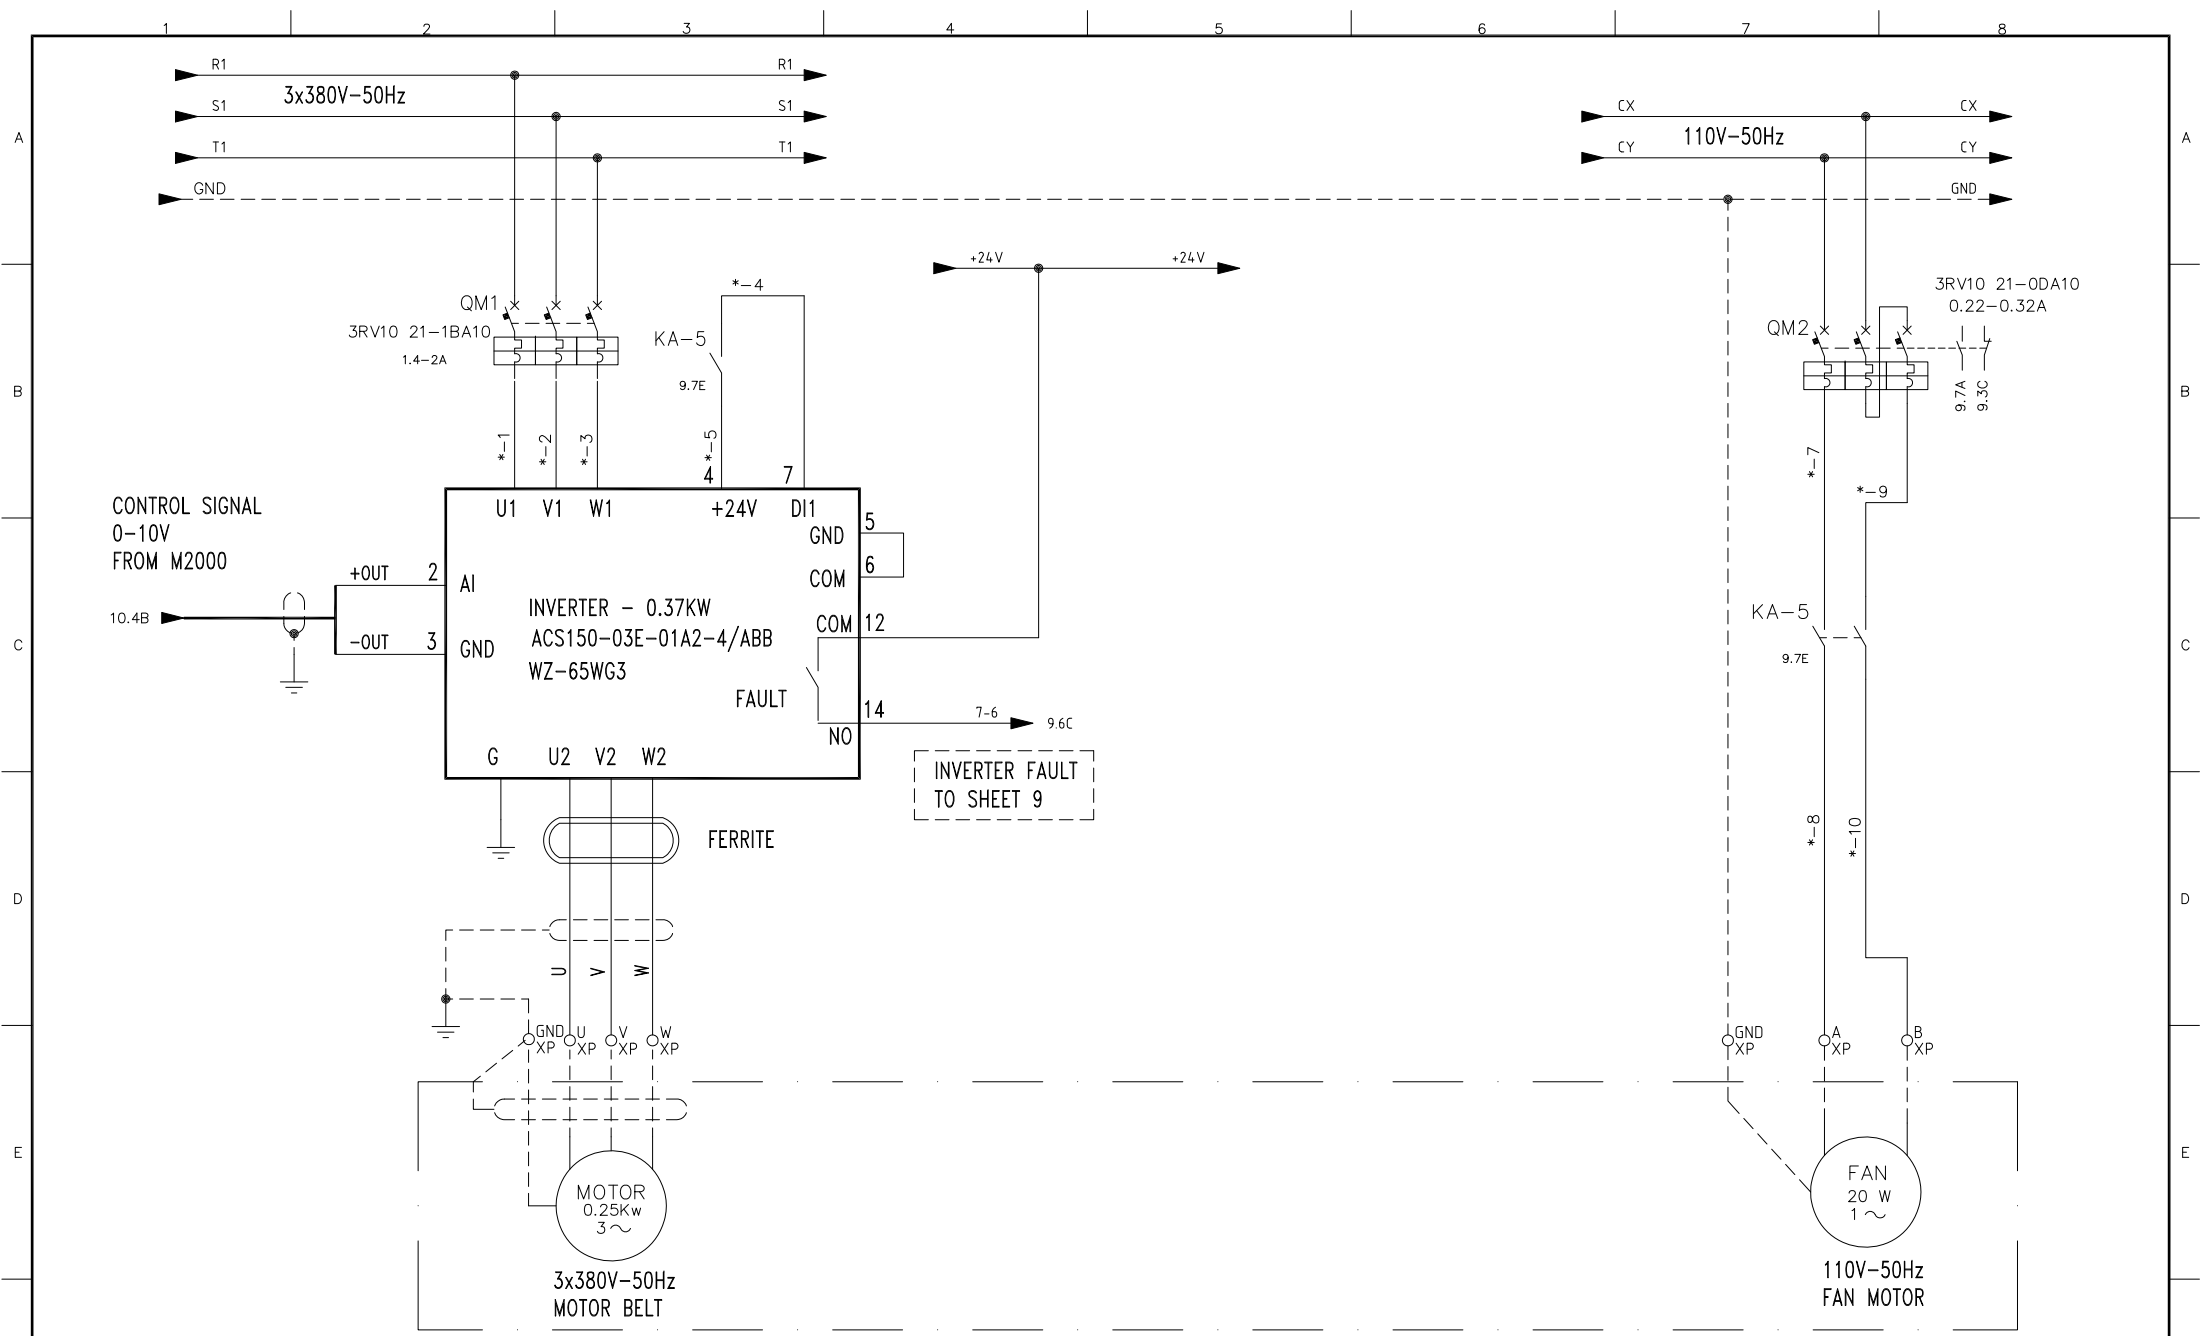 1 2 3 4 5 6 7 8
R1 R1
3x380V-50Hz
S1 S1
CX CX
110V-50Hz
A A
T1 T1
CY CY
GND GND
+24V +24V
*-4
3RV10 21-0DA10
0.22-0.32A
QM1
3RV10 21-1BA10
1.4-2A
KA-5
9.7E
QM2
9.7A
9.3C
B B
*-1
*-2
*-3
*-5
*-7
*-9
4 7
CONTROL SIGNAL
0-10V
FROM M2000
U1 V1 W1 +24V DI1
5
GND
6
COM
+OUT 2 AI
10.4B
-OUT 3 GND
INVERTER - 0.37KW
ACS150-03E-01A2-4/ABB
WZ-65WG3
COM 12
C C
KA-5
9.7E
FAULT
14
7-6
9.6C
NO
G U2 V2 W2
INVERTER FAULT
TO SHEET 9
FERRITE
*-8
*-10
D D
U
V
W
GND XP
U XP
V XP
W XP
GND XP
A XP
B XP
E E
MOTOR
0.25Kw
3~
FAN
20 W
1~
3x380V-50Hz
MOTOR BELT
110V-50Hz
FAN MOTOR